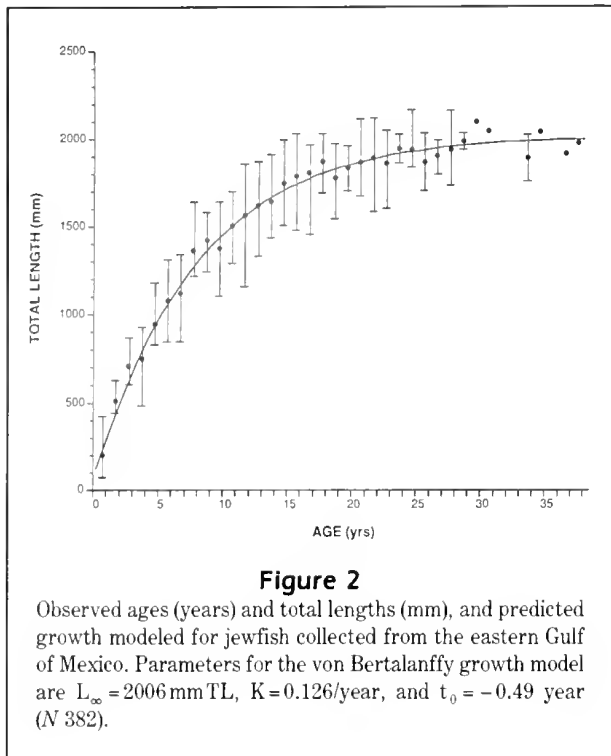 2500
2000
1500
1000
500
0
TOTAL LENGTH (mm)
0 5 10 15 20 25 30 35
AGE (yrs)
Figure 2
Observed ages (years) and total lengths (mm), and predicted
growth modeled for jewfish collected from the eastern Gulf
of Mexico. Parameters for the von Bertalanffy growth model
are L∞ = 2006 mm TL, K = 0.126/year, and t₀ = −0.49 year
(N 382).